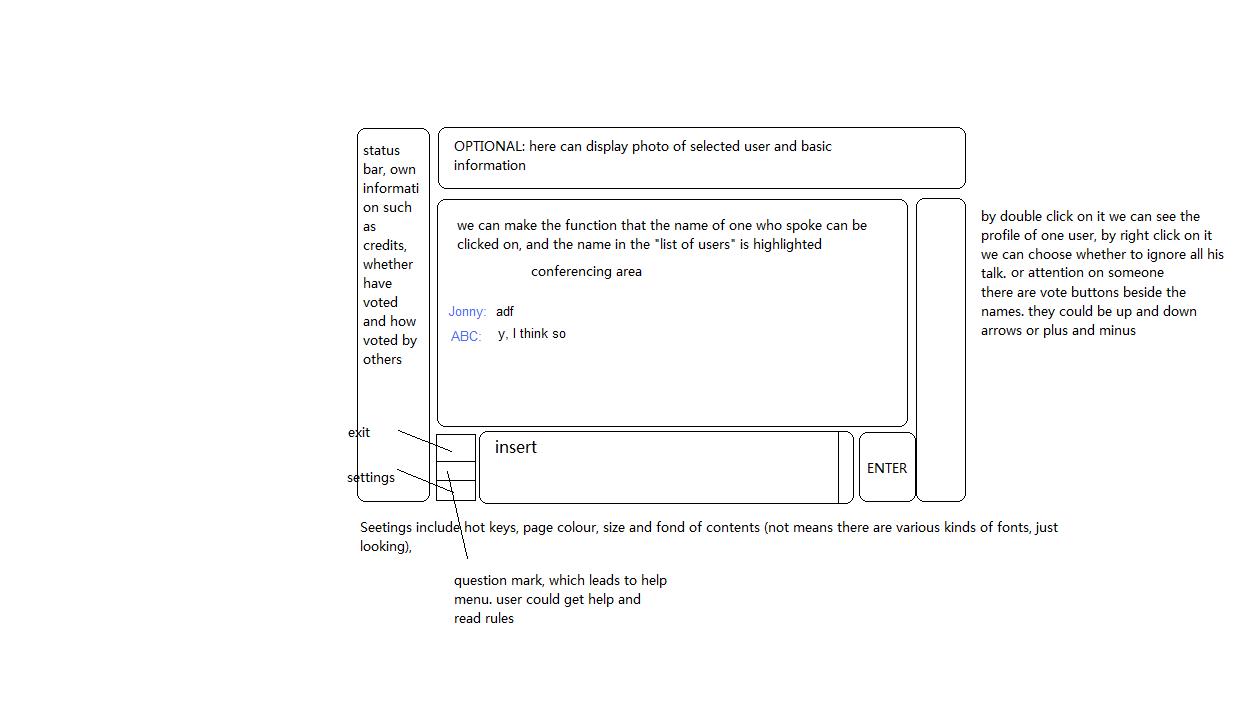 OPTIONAL: here can display photo of selected user and basic
information
status
bar, own
informati
on such
as
credits,
whether
have
voted
and how
voted by
others
we can make the function that the name of one who spoke can be
clicked on, and the name in the "list of users" is highlighted
conferencing area
Jonny: adf
ABC: y, I think so
by double click on it we can see the
profile of one user, by right click on it
we can choose whether to ignore all his
talk. or attention on someone
there are vote buttons beside the
names. they could be up and down
arrows or plus and minus
exit
settings
insert
ENTER
Seetings include hot keys, page colour, size and fond of contents (not means there are various kinds of fonts, just
looking),
question mark, which leads to help
menu. user could get help and
read rules